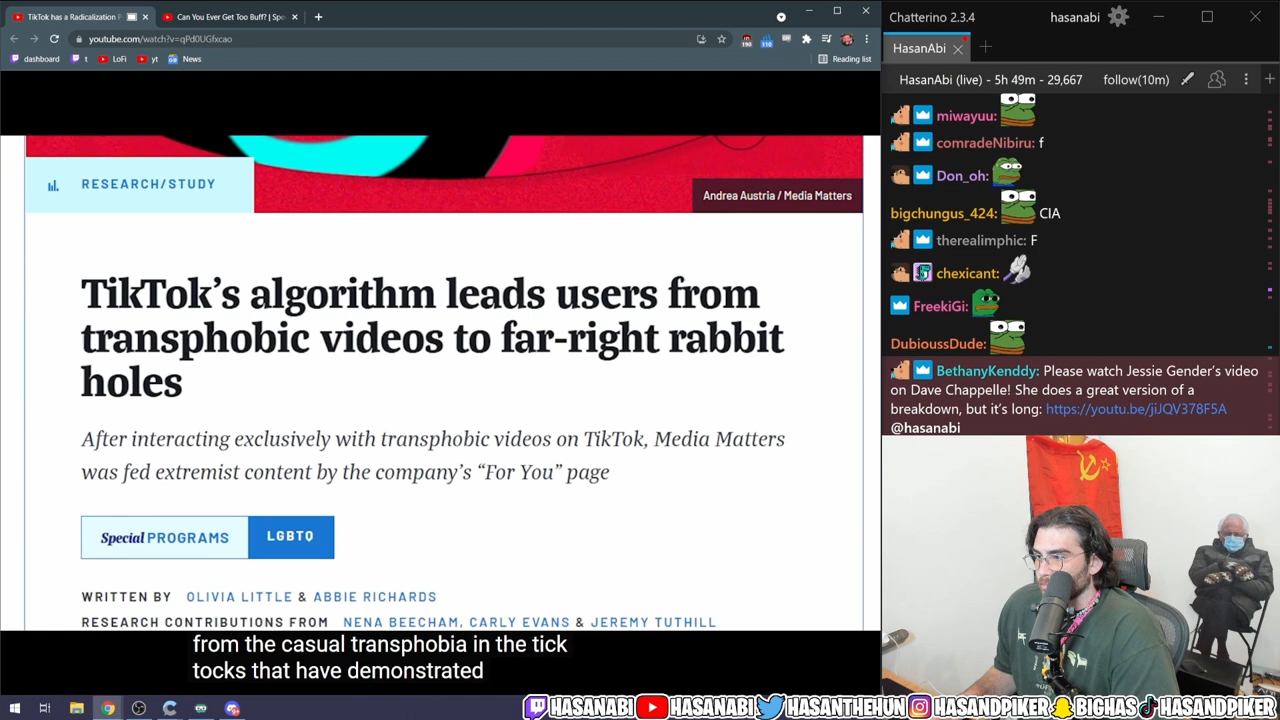 TikTok has a Radicalization P
Can You Ever Get Too Buff? | Spe
youtube.com/watch?v=qPd0UGfxcao
dashboard
t
LoFi
yt
News
Reading list
RESEARCH/STUDY
Andrea Austria / Media Matters
TikTok's algorithm leads users from
transphobic videos to far-right rabbit
holes
After interacting exclusively with transphobic videos on TikTok, Media Matters
was fed extremist content by the company's “For You” page
Special PROGRAMS
LGBTQ
WRITTEN BY OLIVIA LITTLE & ABBIE RICHARDS
RESEARCH CONTRIBUTIONS FROM NENA BEECHAM, CARLY EVANS & JEREMY TUTHILL
from the casual transphobia in the tick
tocks that have demonstrated
Chatterino 2.3.4
hasanabi
HasanAbi
HasanAbi (live) - 5h 49m - 29,667
follow(10m)
miwayuu:
comradeNibiru: f
Don_oh:
bigchungus_424: CIA
therealimphic: F
chexicant:
FreekiGi:
DubioussDude:
BethanyKenddy: Please watch Jessie Gender's video
on Dave Chappelle! She does a great version of a
breakdown, but it's long: https://youtu.be/jiJQV378F5A
@hasanabi
HASANABI
HASANABI
HASANTHEHUN
HASANDPIKER
BIGHAS
HASANDPIKER